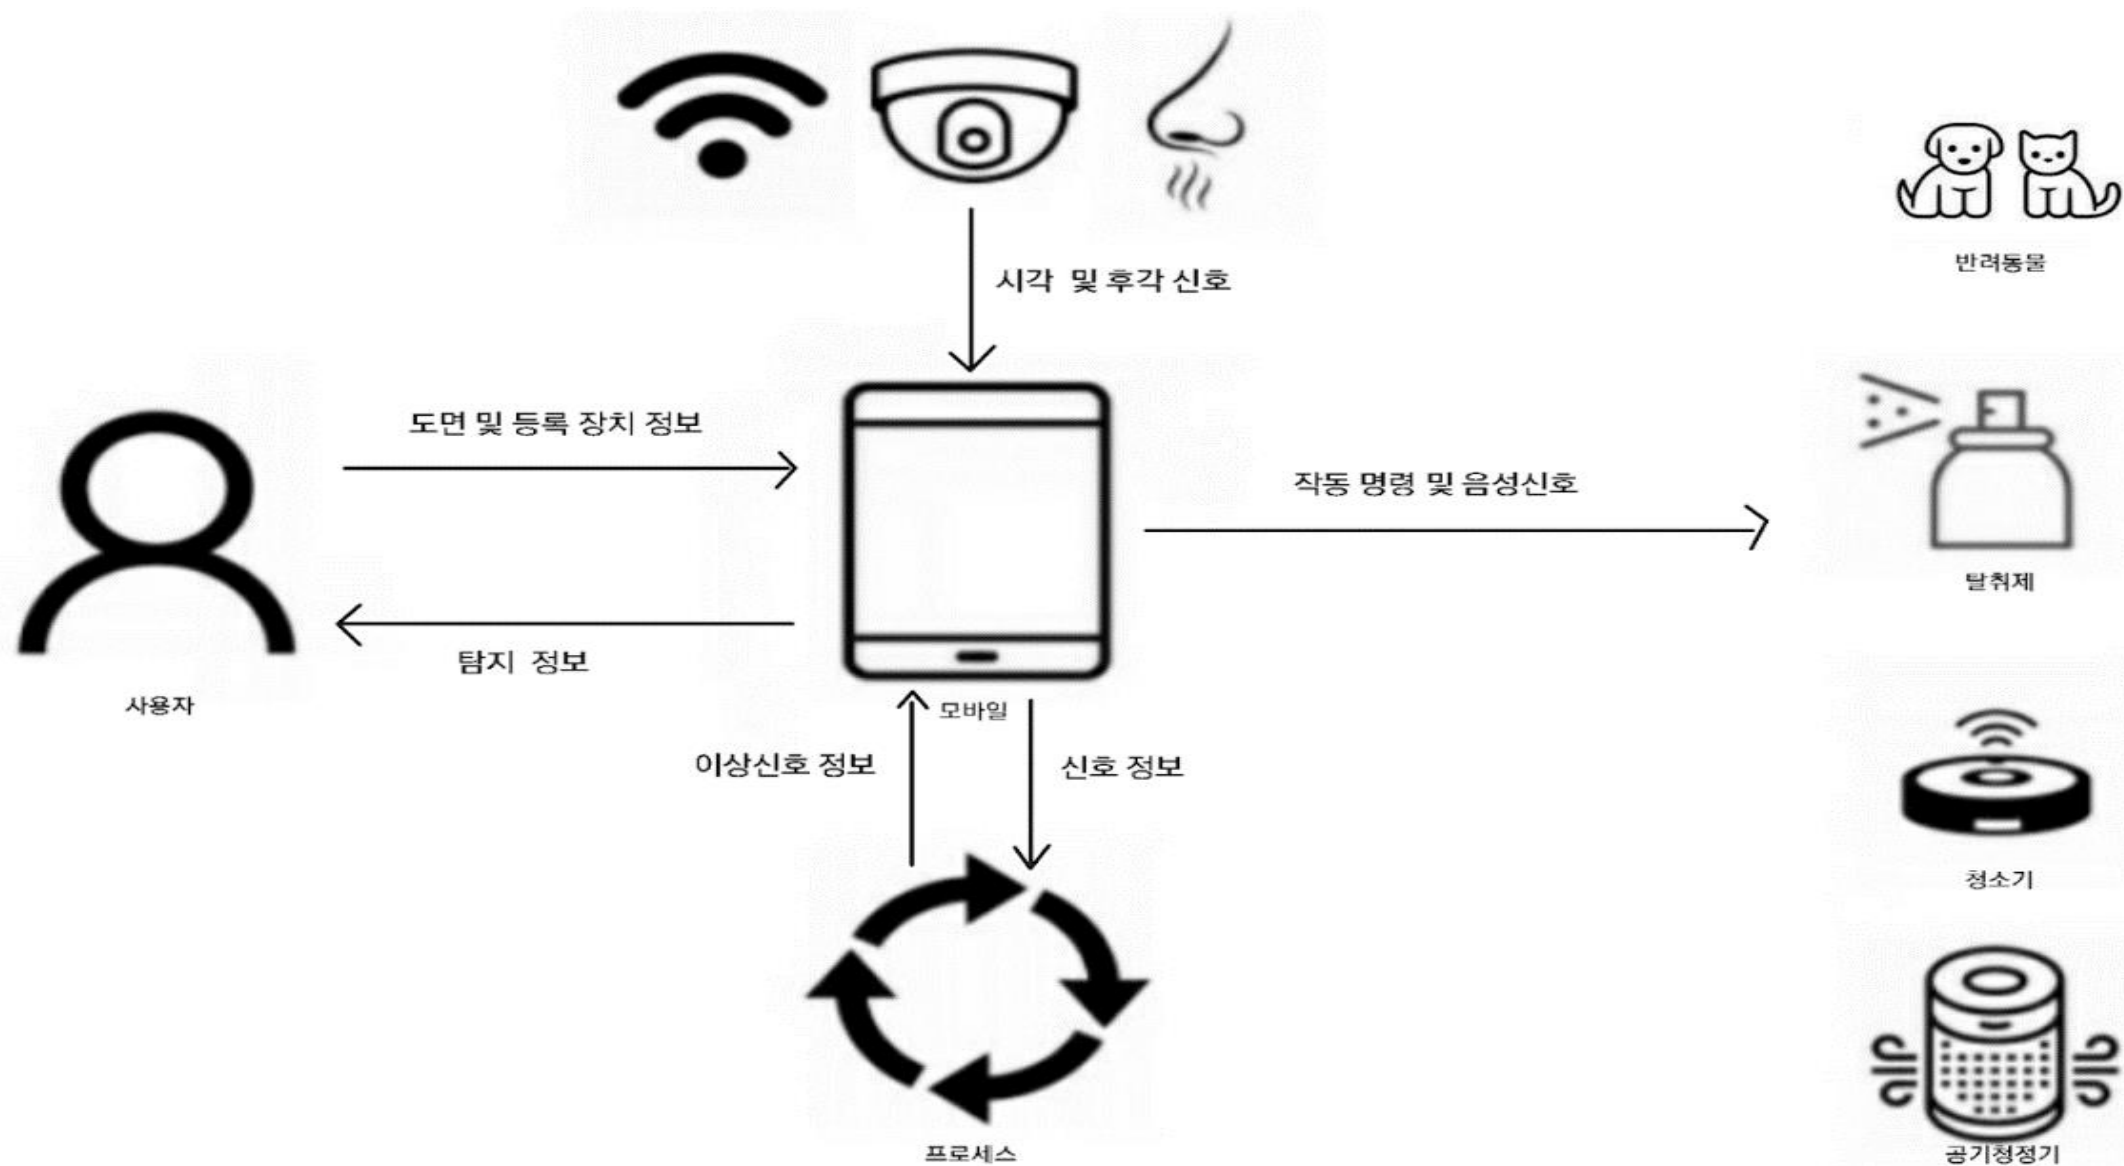 시각 및 후각 신호
반려동물
도면 및 등록 장치 정보
작동 명령 및 음성신호
탈취제
탐지 정보
사용자
모바일
이상신호 정보
신호 정보
청소기
프로세스
공기청정기